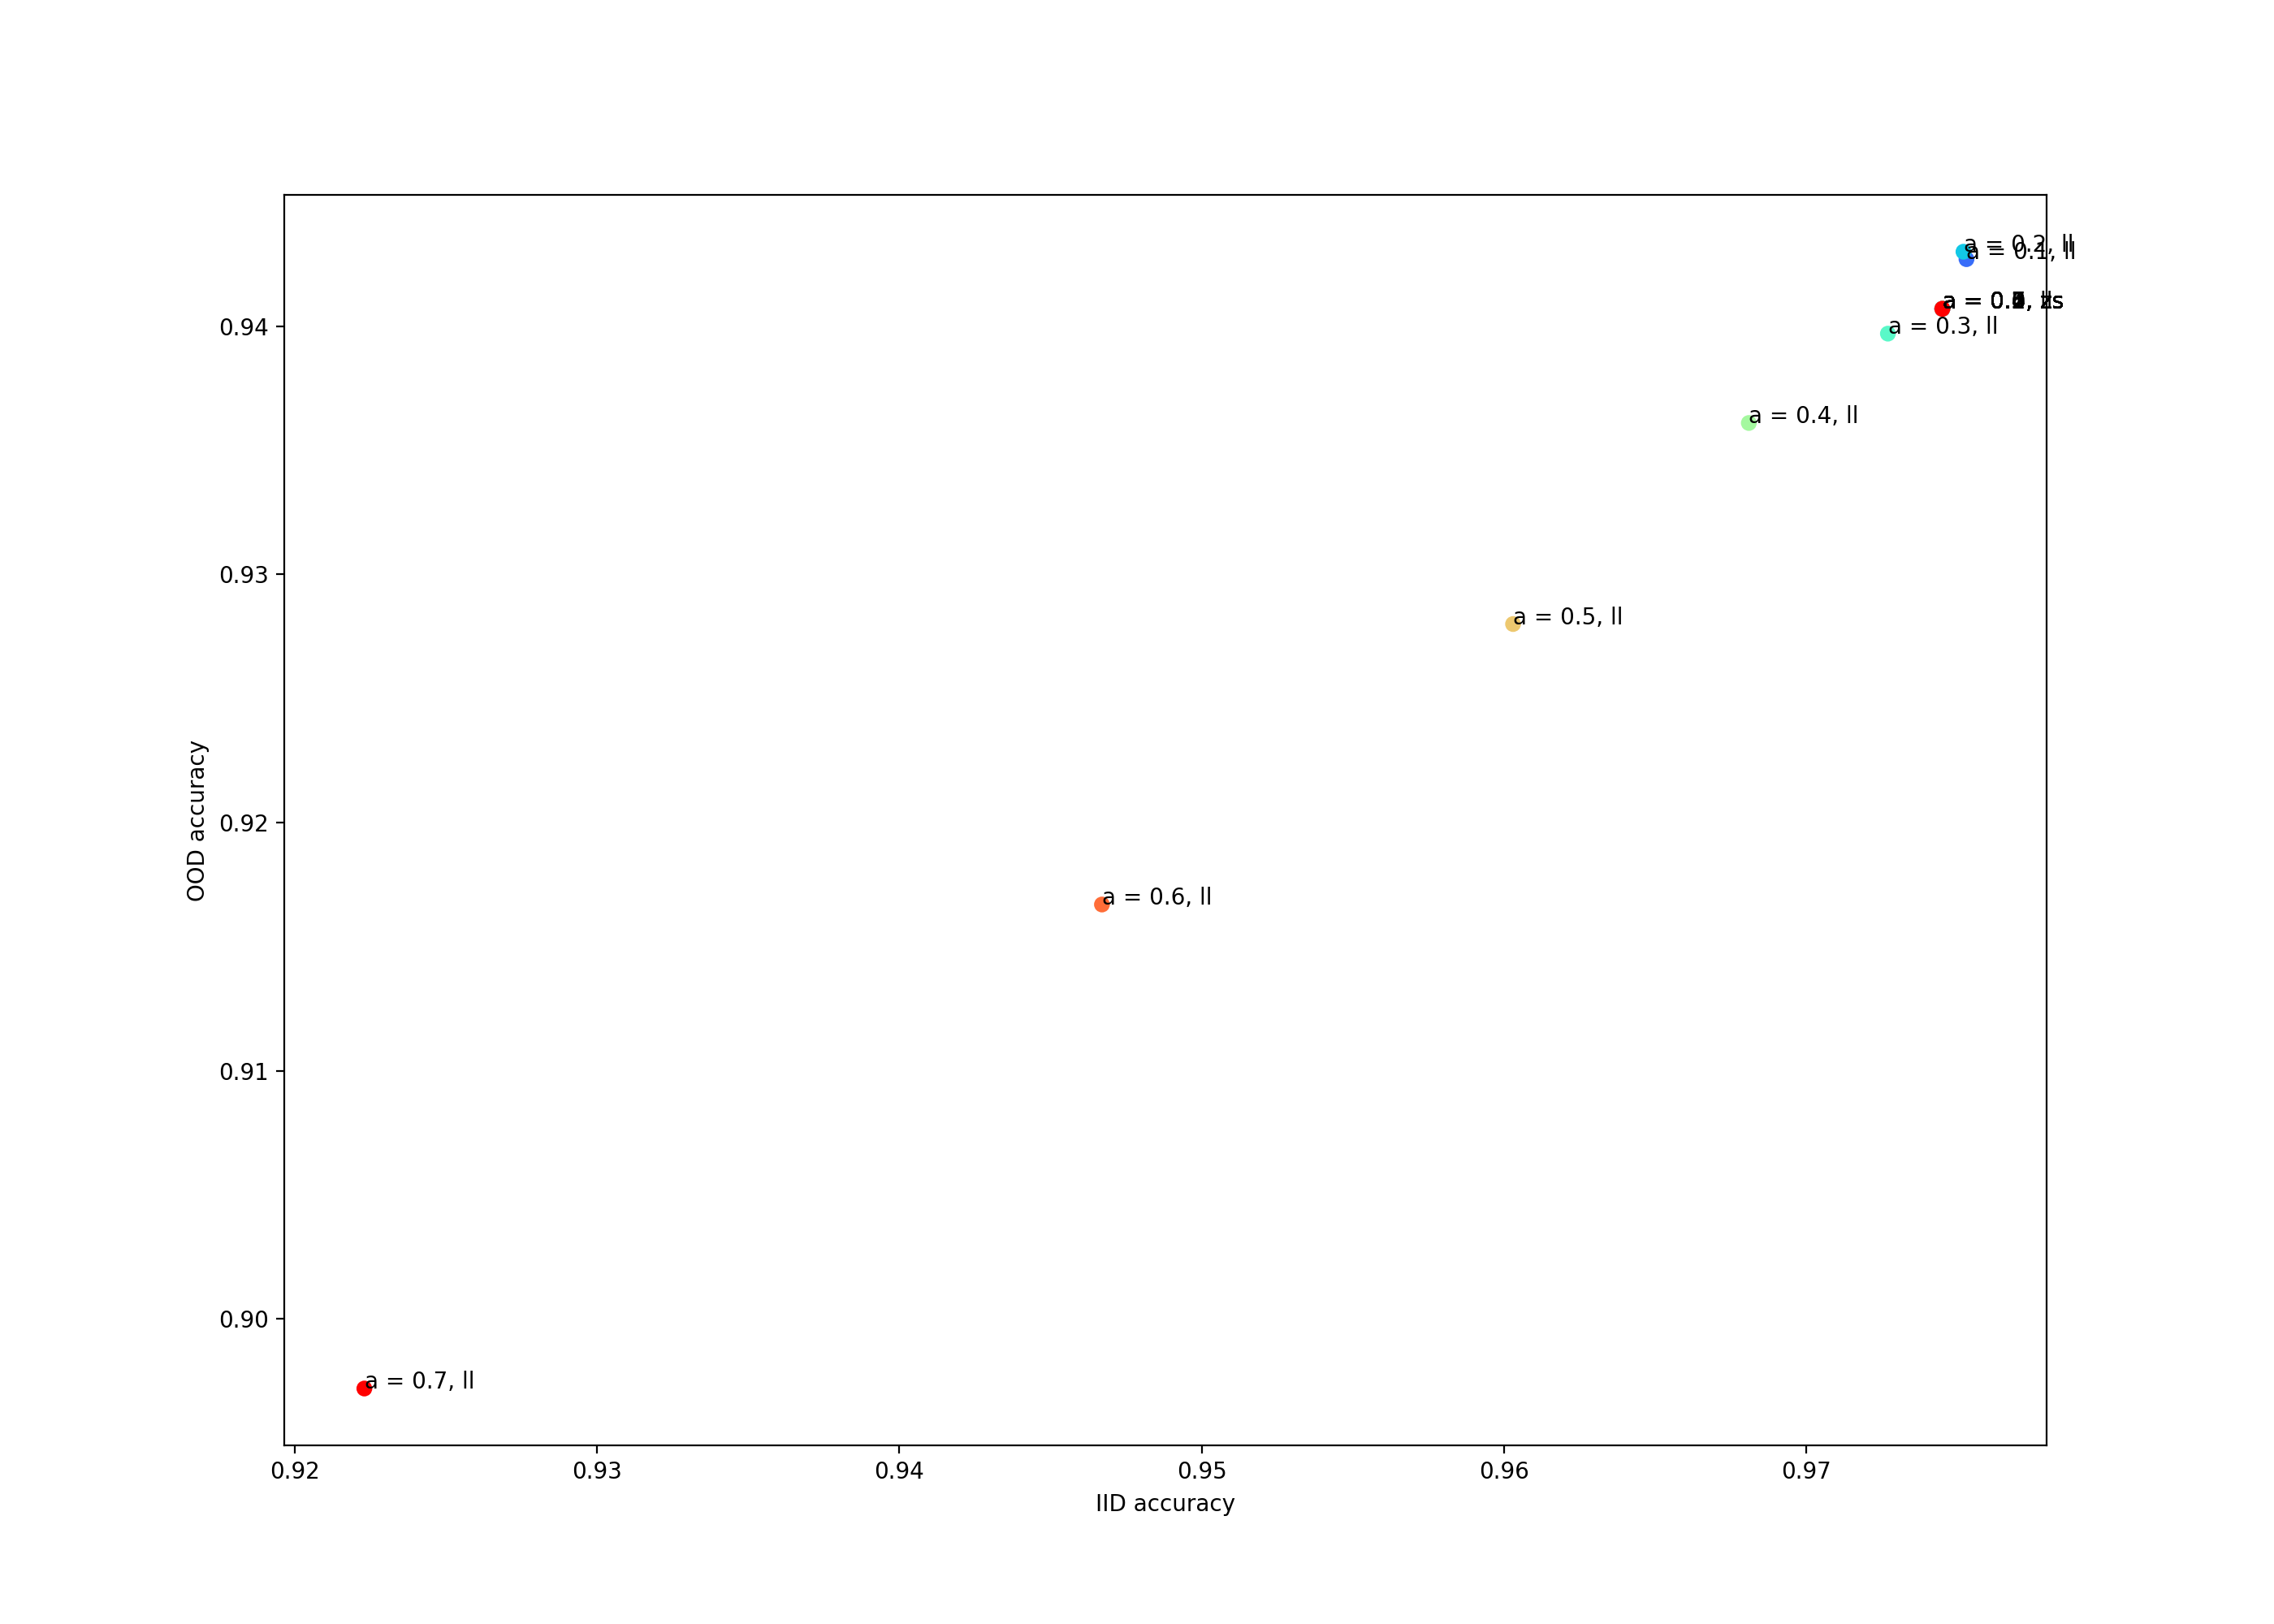 a = 0.2, ll
a = 0.1, ll
0.94
a = 0.3, ll
a = 0.4, ll
0.93
a = 0.5, ll
OOD accuracy
0.92
a = 0.6, ll
0.91
0.90
a = 0.7, ll
0.92 0.93 0.94 0.95 0.96 0.97
IID accuracy